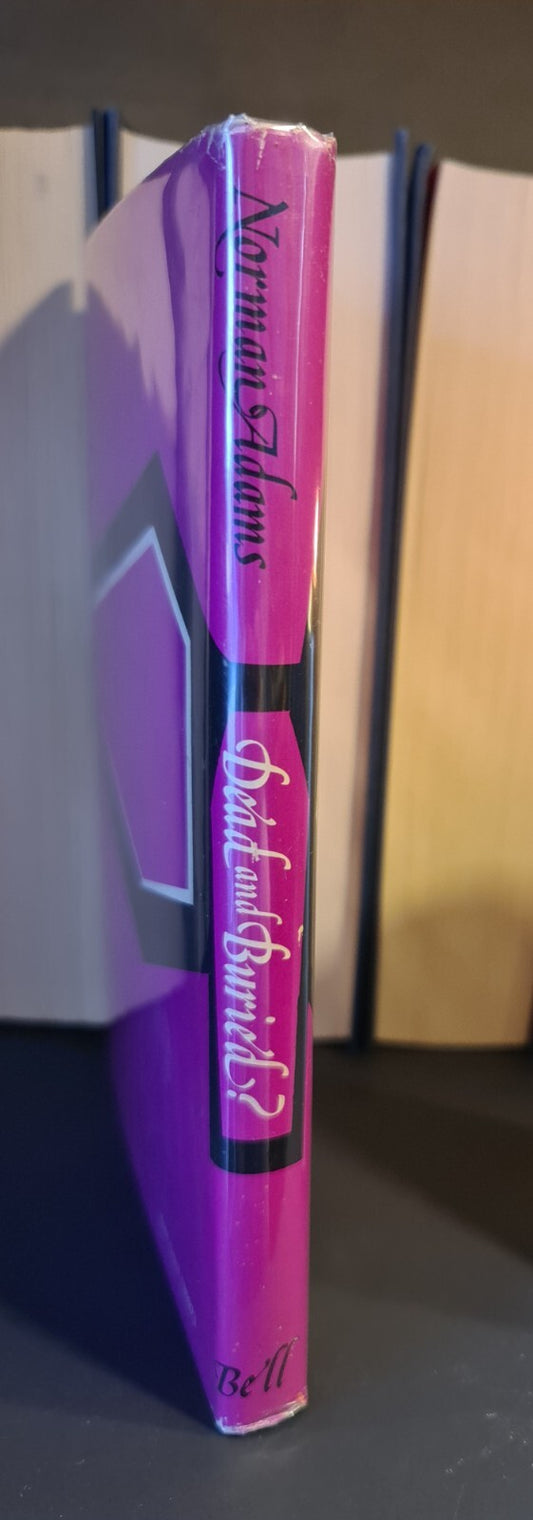 Norman Adams
Dead and Buried?
Bell